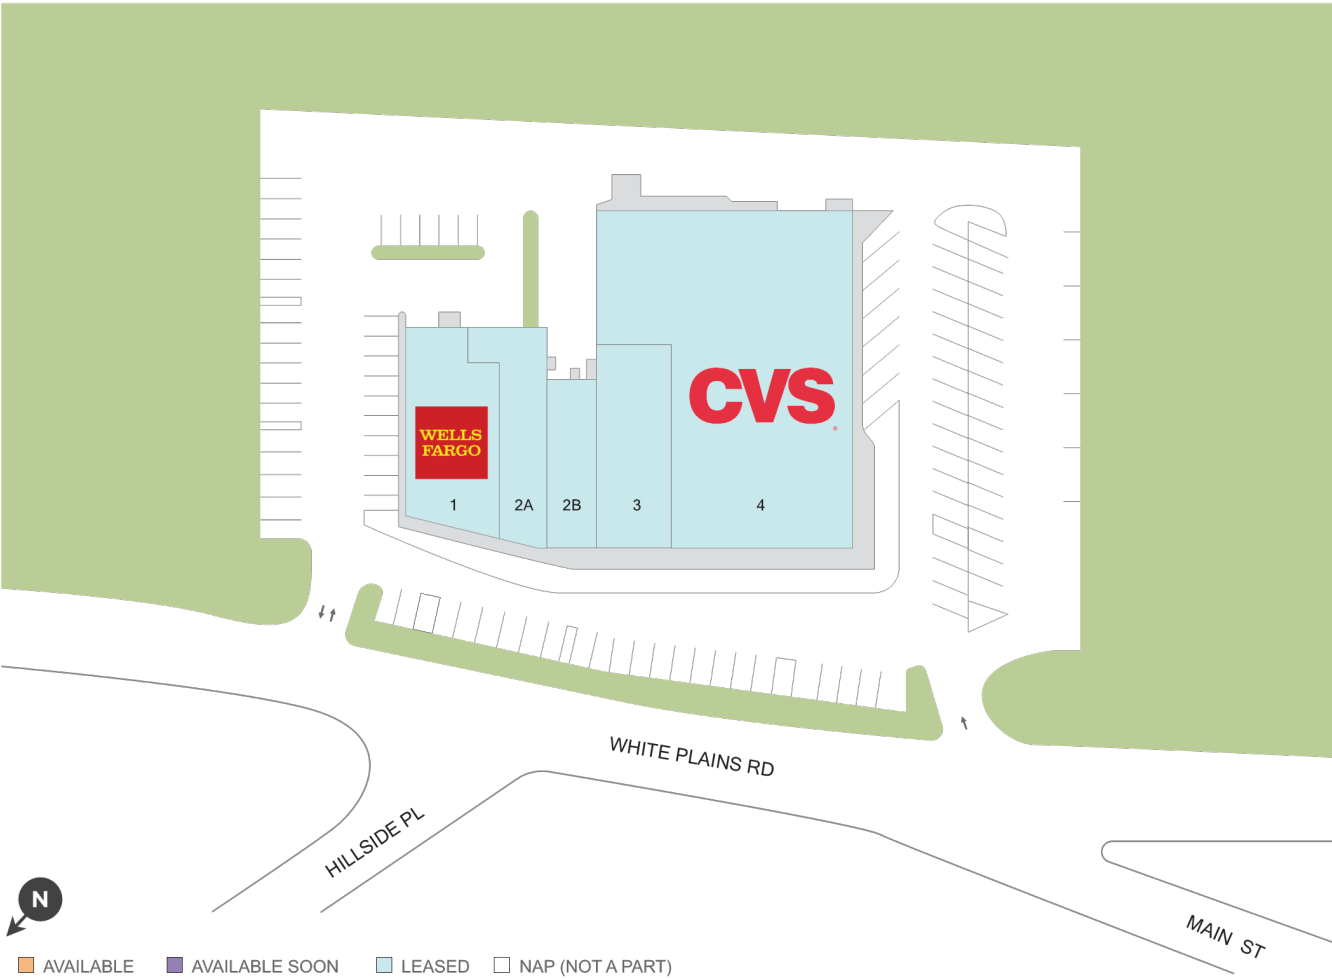 CVS
WELLS
FARGO
1
2A
2B
3
4
WHITE PLAINS RD
HILLSIDE PL
MAIN ST
N
AVAILABLE
AVAILABLE SOON
LEASED
NAP (NOT A PART)